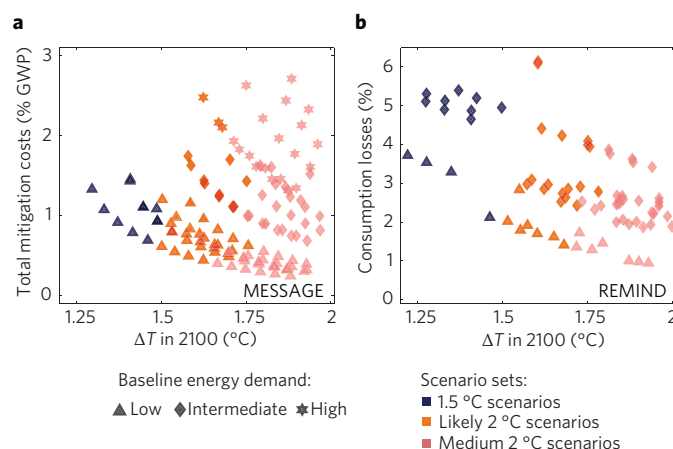 a
Total mitigation costs (% GWP)
3
2
1
0
1.25
1.5
1.75
2
MESSAGE
ΔT in 2100 (°C)
b
Consumption losses (%)
6
5
4
3
2
1
0
1.25
1.5
1.75
2
REMIND
ΔT in 2100 (°C)
Baseline energy demand:
Low Intermediate High
Scenario sets:
1.5 °C scenarios
Likely 2 °C scenarios
Medium 2 °C scenarios